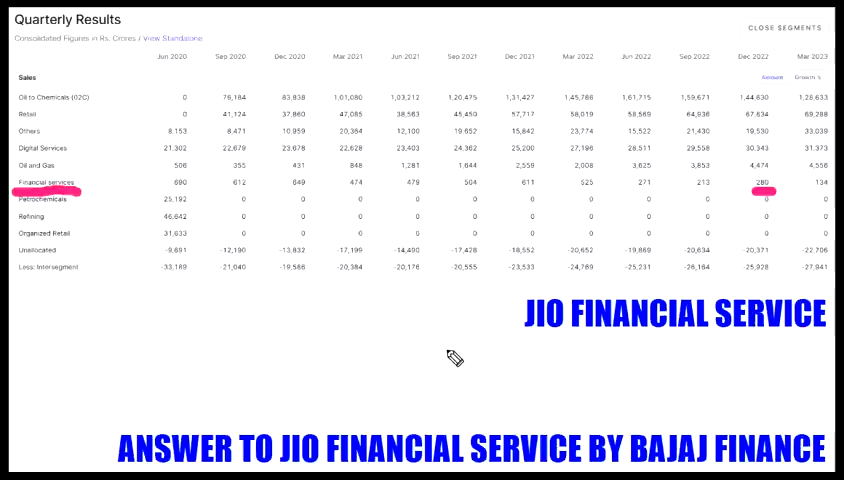 Quarterly Results
CLOSE SEGMENTS
Consolidated Figures in Rs. Crores / View Standalone
Jun 2020 Sep 2020 Dec 2020 Mar 2021 Jun 2021 Sep 2021 Dec 2021 Mar 2022 Jun 2022 Sep 2022 Dec 2022 Mar 2023
Sales Amount Growth %
Oil to Chemicals (O2C) 0 76,184 83,838 1,01,080 1,03,212 1,20,475 1,31,427 1,45,786 1,61,715 1,59,671 1,44,630 1,28,633
Retail 0 41,124 37,860 47,085 38,563 45,450 57,717 58,019 58,569 64,936 67,634 69,288
Others 8,153 8,471 10,959 20,364 12,100 19,652 15,842 23,774 15,522 21,430 19,530 33,039
Digital Services 21,302 22,679 23,678 22,628 23,403 24,362 25,200 27,196 28,511 29,558 30,343 31,373
Oil and Gas 506 355 431 848 1,281 1,644 2,559 2,008 3,625 3,853 4,474 4,556
Financial services 690 612 649 474 479 504 611 525 271 213 280 134
Petrochemicals 25,192 0 0 0 0 0 0 0 0 0 0 0
Refining 46,642 0 0 0 0 0 0 0 0 0 0 0
Organized Retail 31,633 0 0 0 0 0 0 0 0 0 0 0
Unallocated -9,691 -12,190 -13,832 -17,199 -14,490 -17,428 -18,552 -20,652 -19,869 -20,634 -20,371 -22,706
Less: Intersegment -33,189 -21,040 -19,586 -20,384 -20,176 -20,555 -23,533 -24,769 -25,231 -26,164 -25,928 -27,941
JIO FINANCIAL SERVICE
ANSWER TO JIO FINANCIAL SERVICE BY BAJAJ FINANCE